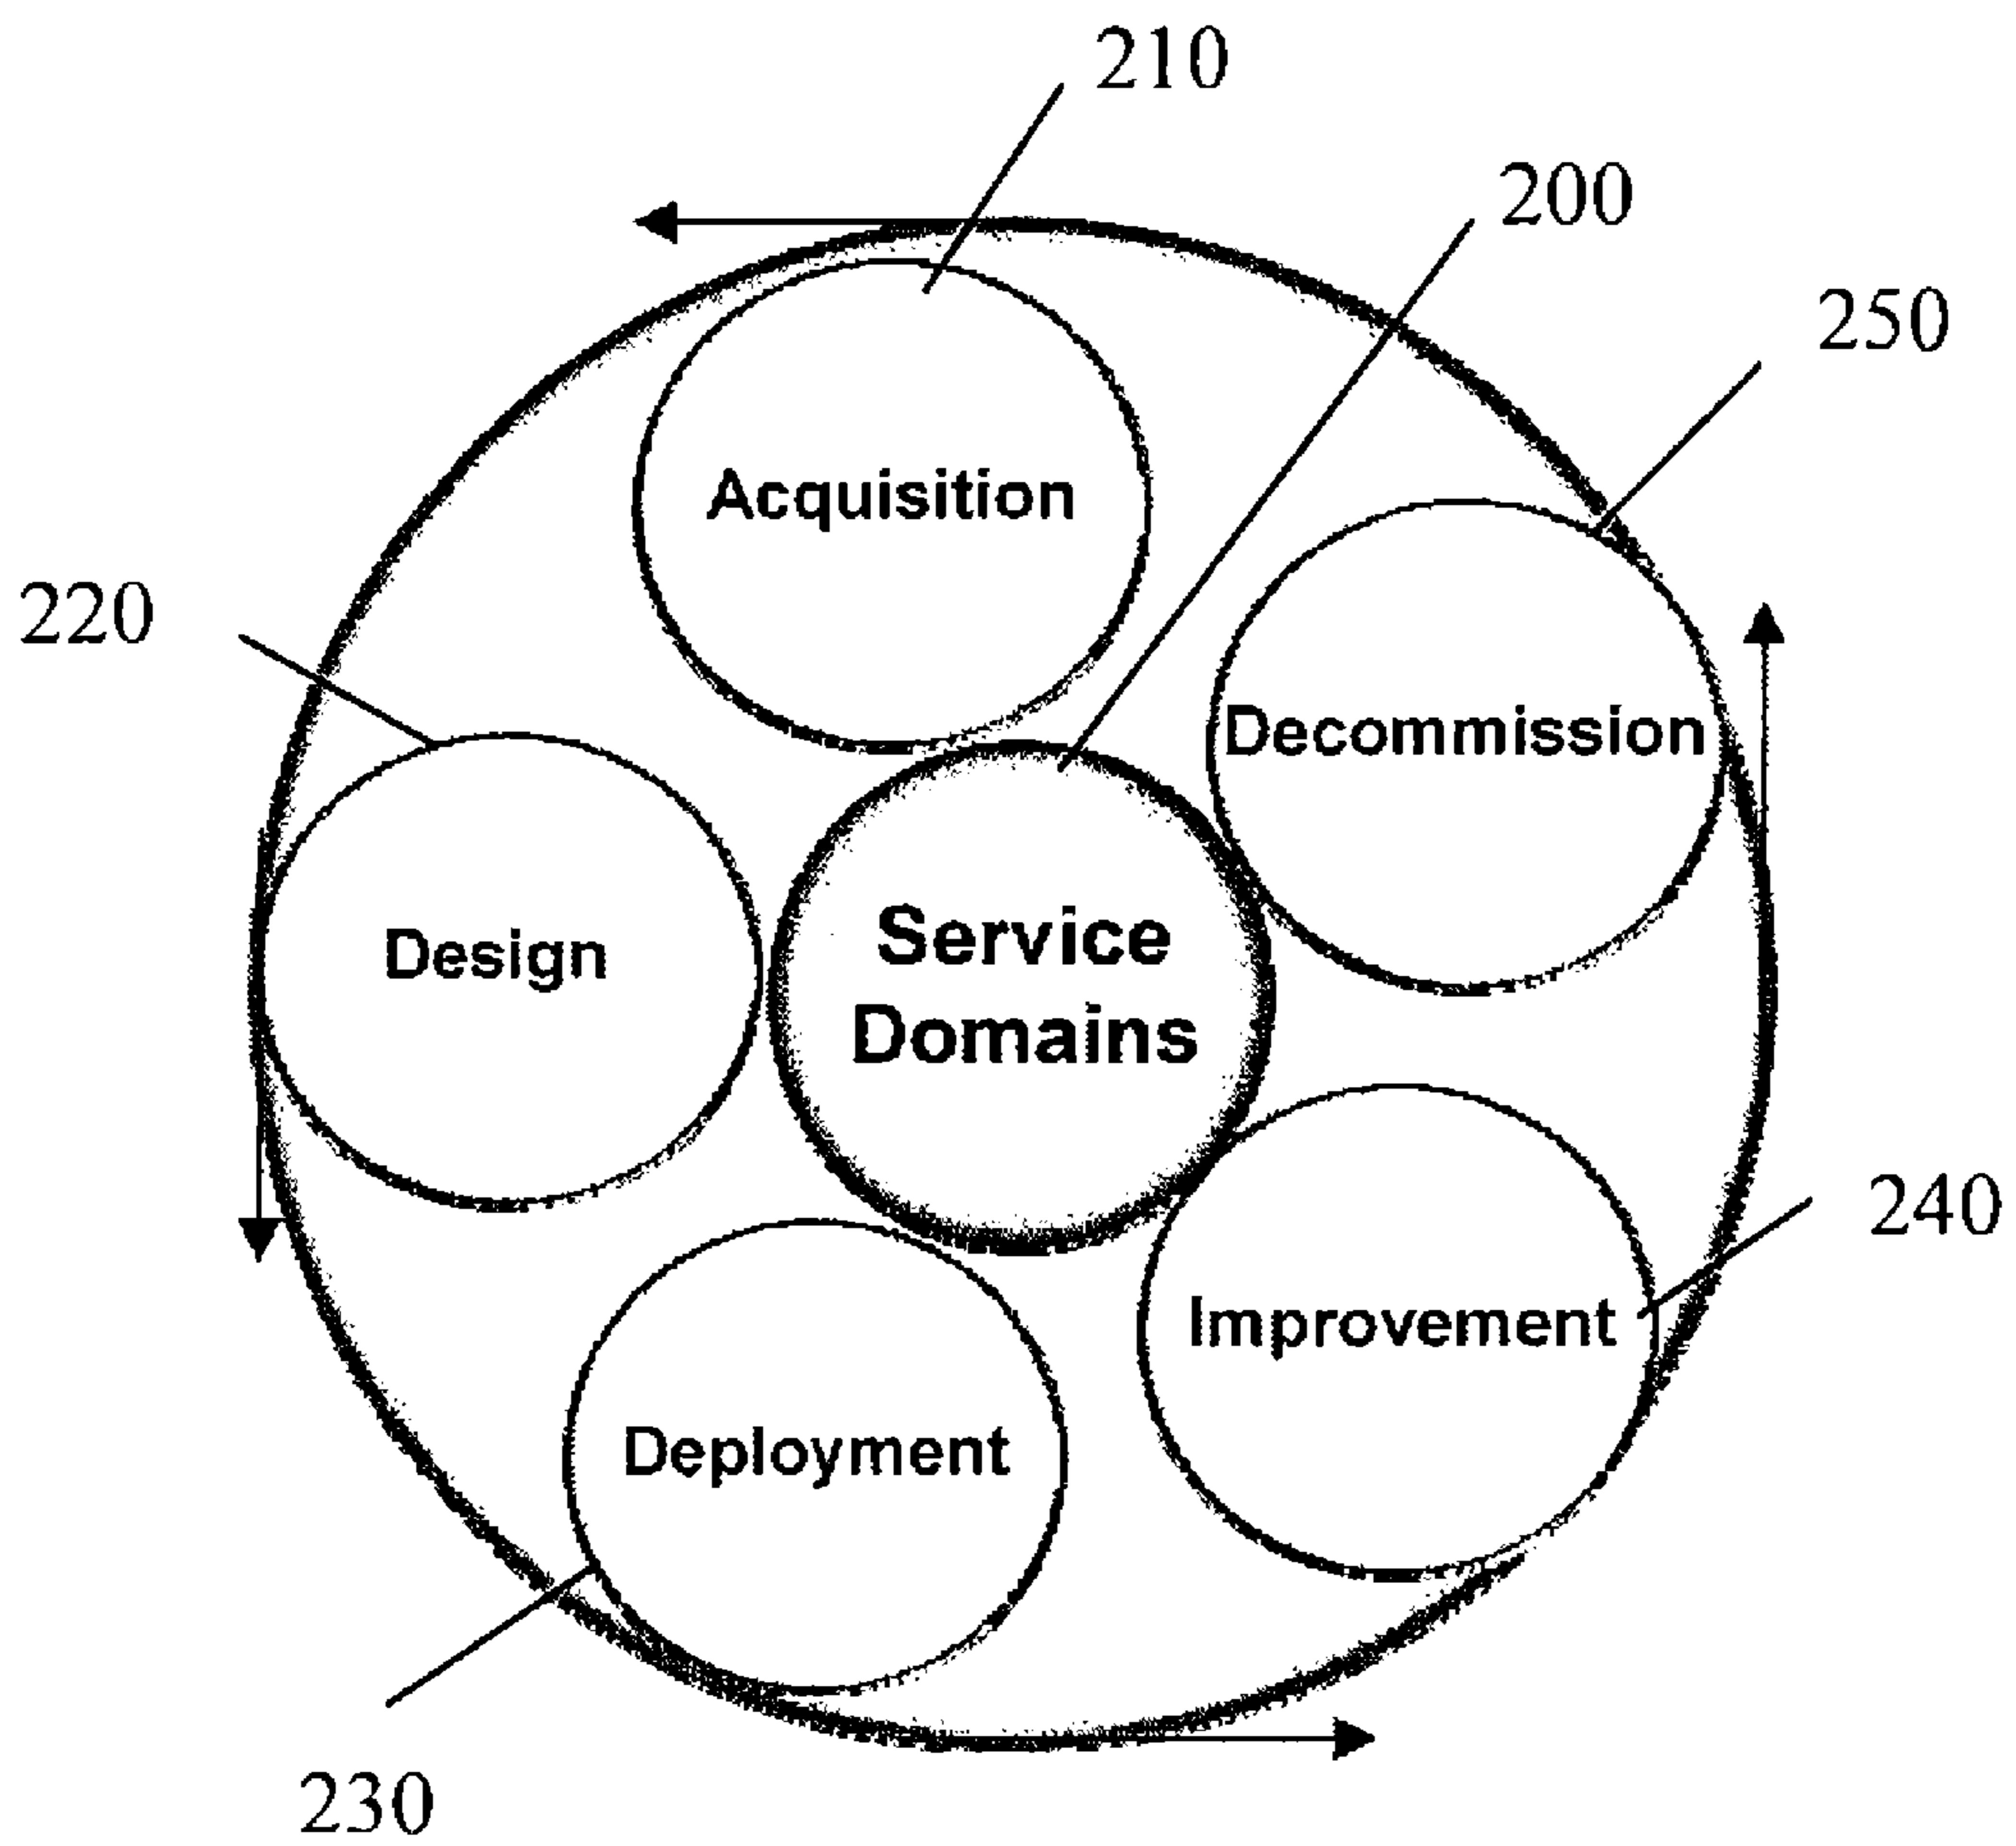 210
200
250
Acquisition
220
Decommission
Design
Service
Domains
240
Improvement
Deployment
230